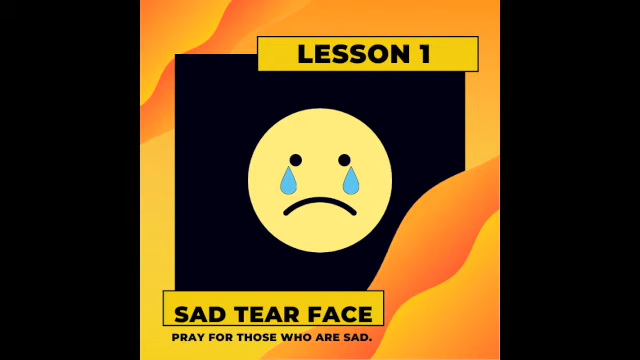 LESSON 1
SAD TEAR FACE
PRAY FOR THOSE WHO ARE SAD.